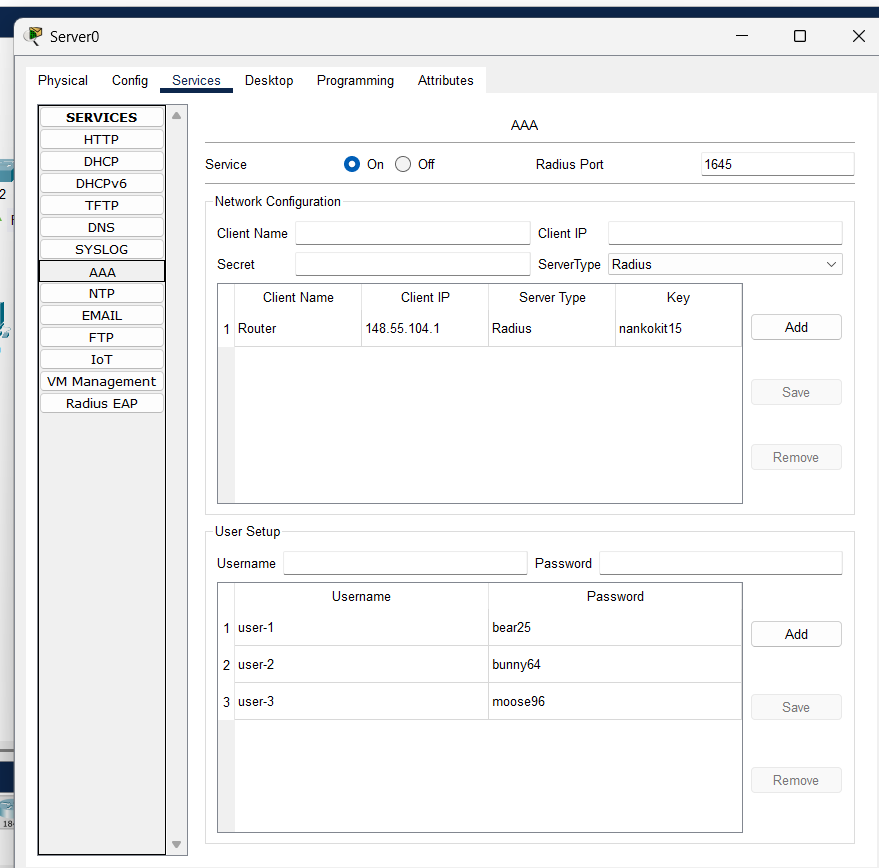 Server0
Physical Config Services Desktop Programming Attributes
SERVICES
HTTP
DHCP
DHCPv6
TFTP
DNS
SYSLOG
AAA
NTP
EMAIL
FTP
IoT
VM Management
Radius EAP
AAA
Service On Off Radius Port 1645
Network Configuration
Client Name Client IP
Secret ServerType Radius
Client Name Client IP Server Type Key
1 Router 148.55.104.1 Radius nankokit15
Add
Save
Remove
User Setup
Username Password
Username Password
1 user-1 bear25
2 user-2 bunny64
3 user-3 moose96
Add
Save
Remove
2
18-